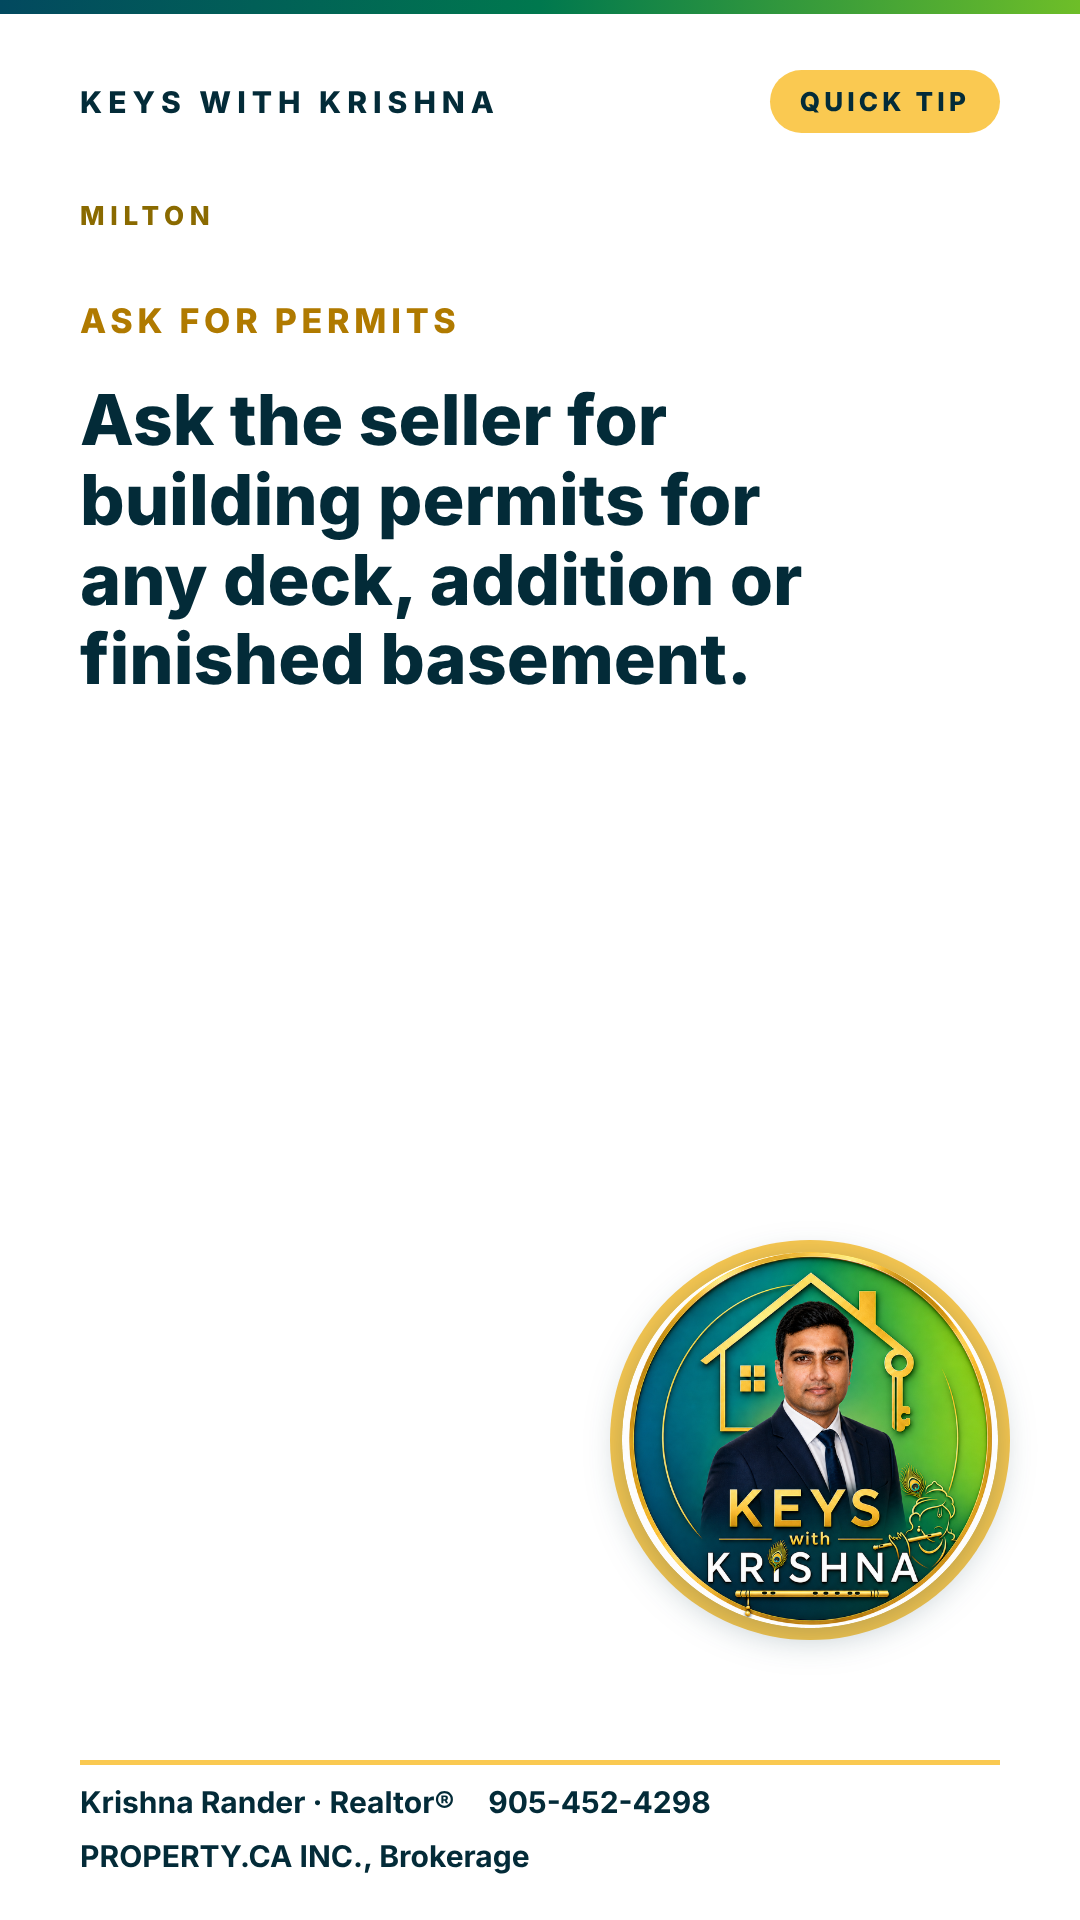 KEYS WITH KRISHNA
QUICK TIP
MILTON
ASK FOR PERMITS
Ask the seller for
building permits for
any deck, addition or
finished basement.
KEYS
with
KRISHNA
Krishna Rander · Realtor® 905-452-4298
PROPERTY.CA INC., Brokerage